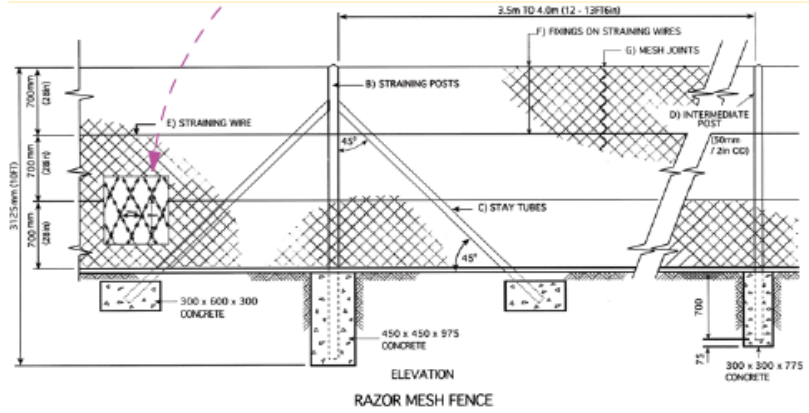 3.5m TO 4.0m (12 - 13FT6in)
F) FIXINGS ON STRAINING WIRES
G) MESH JOINTS
B) STRAINING POSTS
E) STRAINING WIRE
D) INTERMEDIATE
POST
(50mm
/ 2in OD)
3125mm (10FT)
700mm
(28in)
700mm
(28in)
700mm
(28in)
45°
C) STAY TUBES
45°
300 x 600 x 300
CONCRETE
450 x 450 x 975
CONCRETE
700
75
300 x 300 x 775
CONCRETE
ELEVATION
RAZOR MESH FENCE